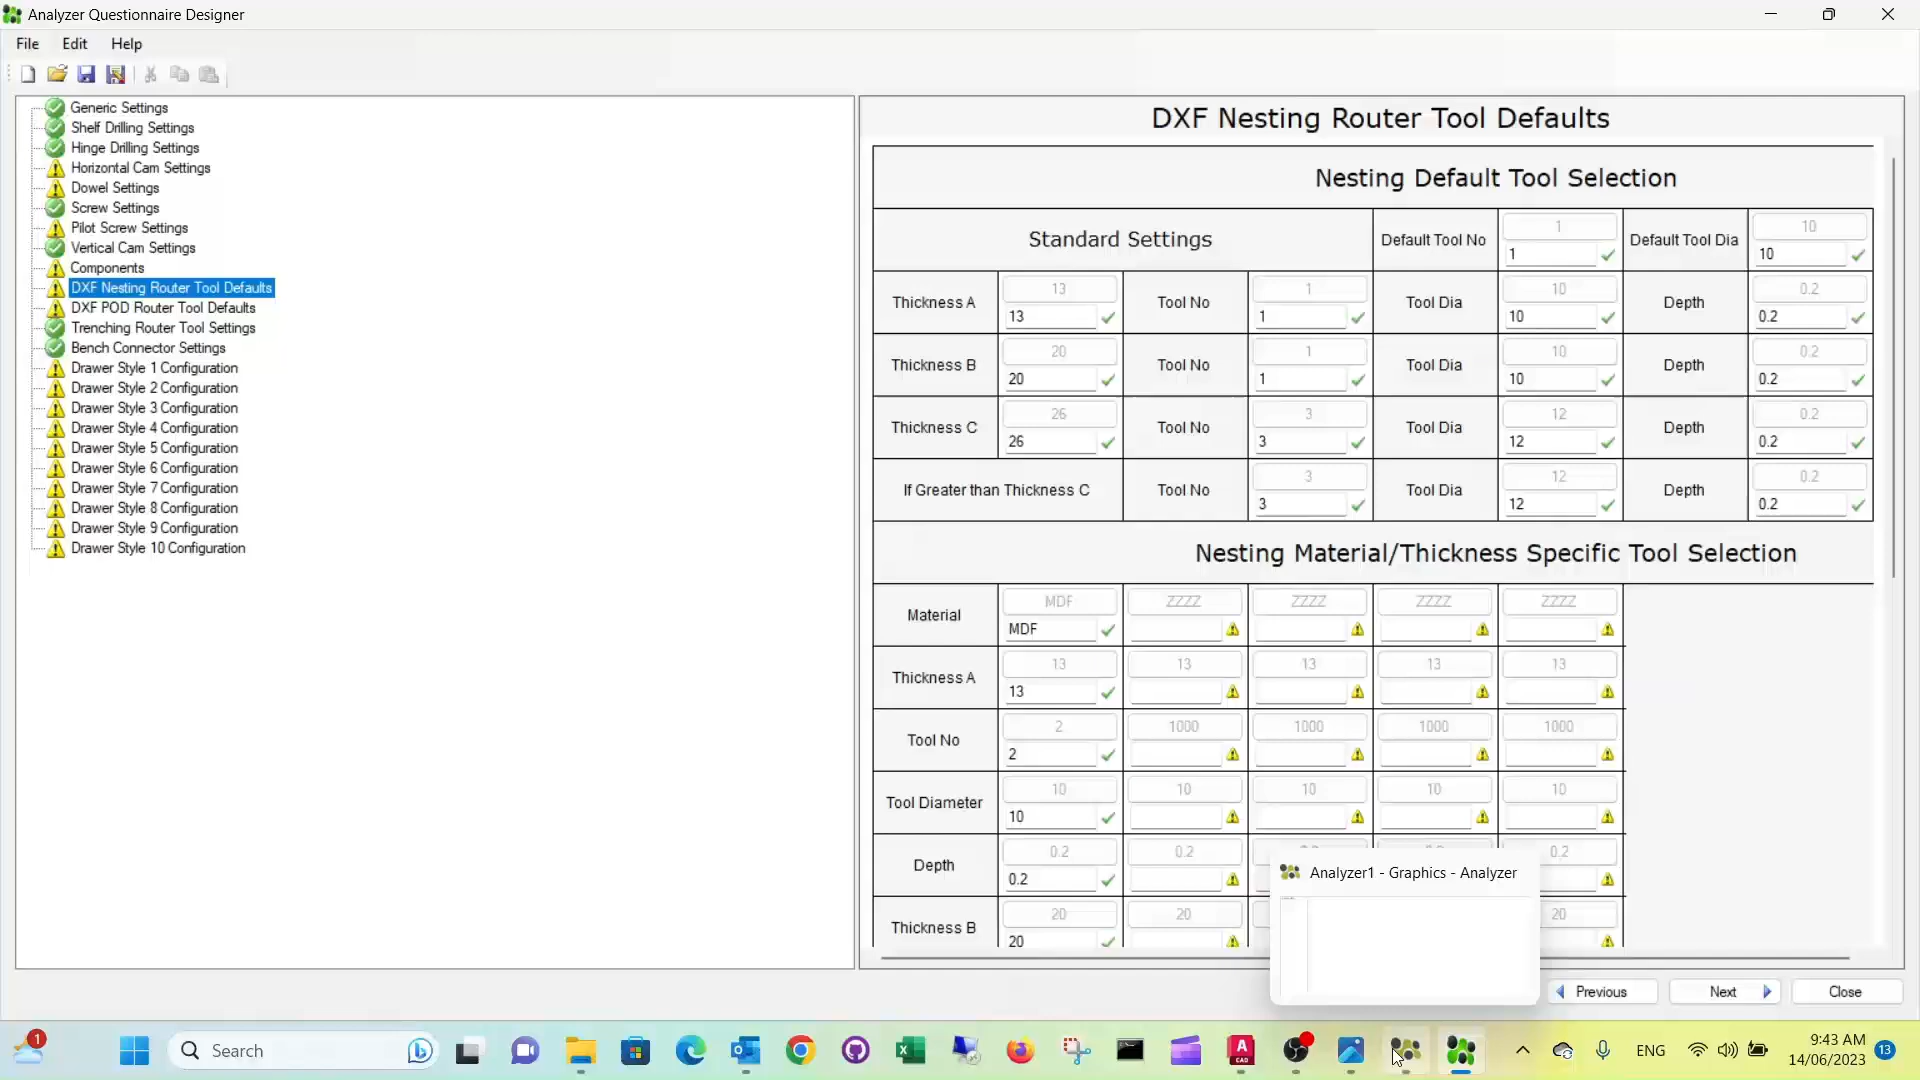 Analyzer Questionnaire Designer
File Edit Help
Generic Settings
Shelf Drilling Settings
Hinge Drilling Settings
Horizontal Cam Settings
Dowel Settings
Screw Settings
Pilot Screw Settings
Vertical Cam Settings
Components
DXF Nesting Router Tool Defaults
DXF POD Router Tool Defaults
Trenching Router Tool Settings
Bench Connector Settings
Drawer Style 1 Configuration
Drawer Style 2 Configuration
Drawer Style 3 Configuration
Drawer Style 4 Configuration
Drawer Style 5 Configuration
Drawer Style 6 Configuration
Drawer Style 7 Configuration
Drawer Style 8 Configuration
Drawer Style 9 Configuration
Drawer Style 10 Configuration
DXF Nesting Router Tool Defaults
Nesting Default Tool Selection
1 10
Standard Settings Default Tool No Default Tool Dia
1 10
13 1 10 0.2
Thickness A Tool No Tool Dia Depth
13 1 10 0.2
20 1 10 0.2
Thickness B Tool No Tool Dia Depth
20 1 10 0.2
26 3 12 0.2
Thickness C Tool No Tool Dia Depth
26 3 12 0.2
3 12 0.2
If Greater than Thickness C Tool No Tool Dia Depth
3 12 0.2
Nesting Material/Thickness Specific Tool Selection
MDF ZZZZ ZZZZ ZZZZ ZZZZ
Material
MDF
13 13 13 13 13
Thickness A
13
2 1000 1000 1000 1000
Tool No
2
10 10 10 10 10
Tool Diameter
10
0.2 0.2 0.2
Depth
0.2
20 20 20
Thickness B
20
Analyzer1 - Graphics - Analyzer
Previous Next Close
1 Search CAD ENG 9:43 AM
14/06/2023 13